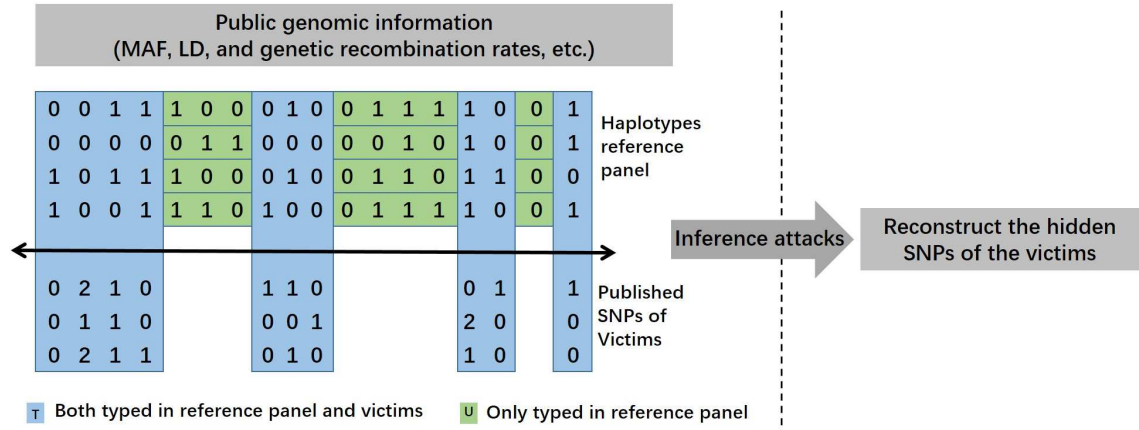 Public genomic information
(MAF, LD, and genetic recombination rates, etc.)
0 0 1 1 1 0 0 0 1 0 0 1 1 1 1 0 0 1
0 0 0 0 0 1 1 0 0 0 0 0 1 0 1 0 0 1
1 0 1 1 1 0 0 0 1 0 0 1 1 0 1 1 0 0
1 0 0 1 1 1 0 1 0 0 0 1 1 1 1 0 0 1
Haplotypes
reference
panel
0 2 1 0 1 1 0 0 1 1
0 1 1 0 0 0 1 2 0 0
0 2 1 1 0 1 0 1 0 0
Published
SNPs of
Victims
Inference attacks
Reconstruct the hidden
SNPs of the victims
T Both typed in reference panel and victims
U Only typed in reference panel